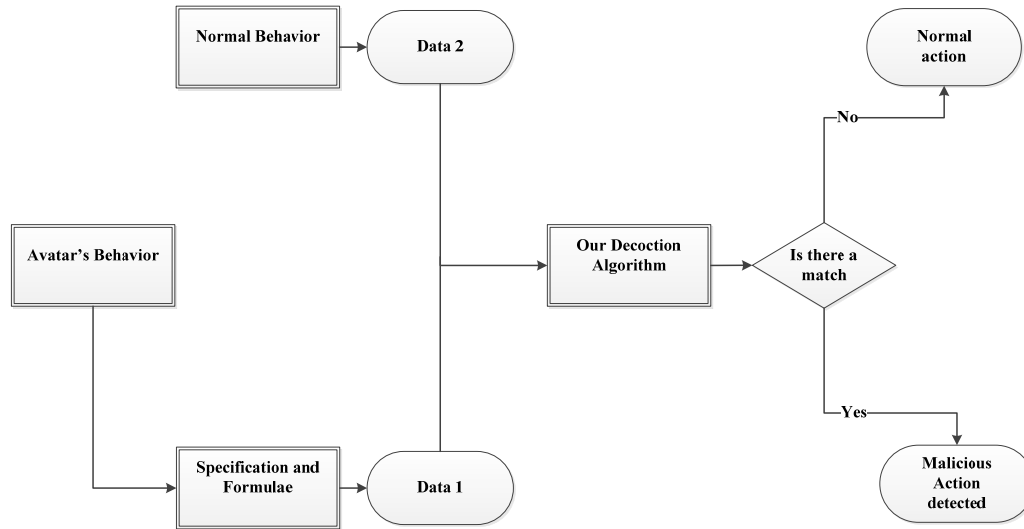 Normal Behavior
Data 2
Normal
action
No
Avatar's Behavior
Our Decoction
Algorithm
Is there a
match
Yes
Specification and
Formulae
Data 1
Malicious
Action
detected